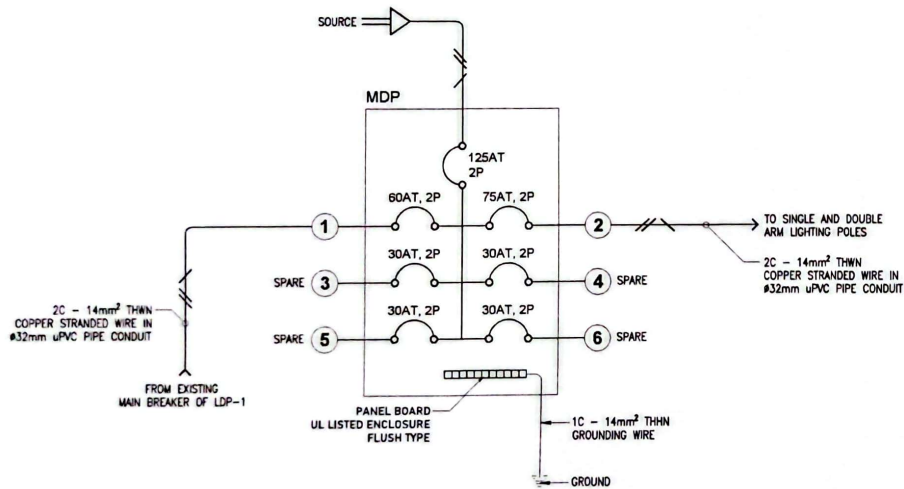 SOURCE
MDP
125AT
2P
60AT, 2P
75AT, 2P
1
2
TO SINGLE AND DOUBLE
ARM LIGHTING POLES
30AT, 2P
30AT, 2P
SPARE
3
4
SPARE
2C - 14mm² THWN
COPPER STRANDED WIRE IN
ø32mm uPVC PIPE CONDUIT
2C - 14mm² THWN
COPPER STRANDED WIRE IN
ø32mm uPVC PIPE CONDUIT
30AT, 2P
30AT, 2P
SPARE
5
6
SPARE
FROM EXISTING
MAIN BREAKER OF LDP-1
PANEL BOARD
UL LISTED ENCLOSURE
FLUSH TYPE
1C - 14mm² THHN
GROUNDING WIRE
GROUND